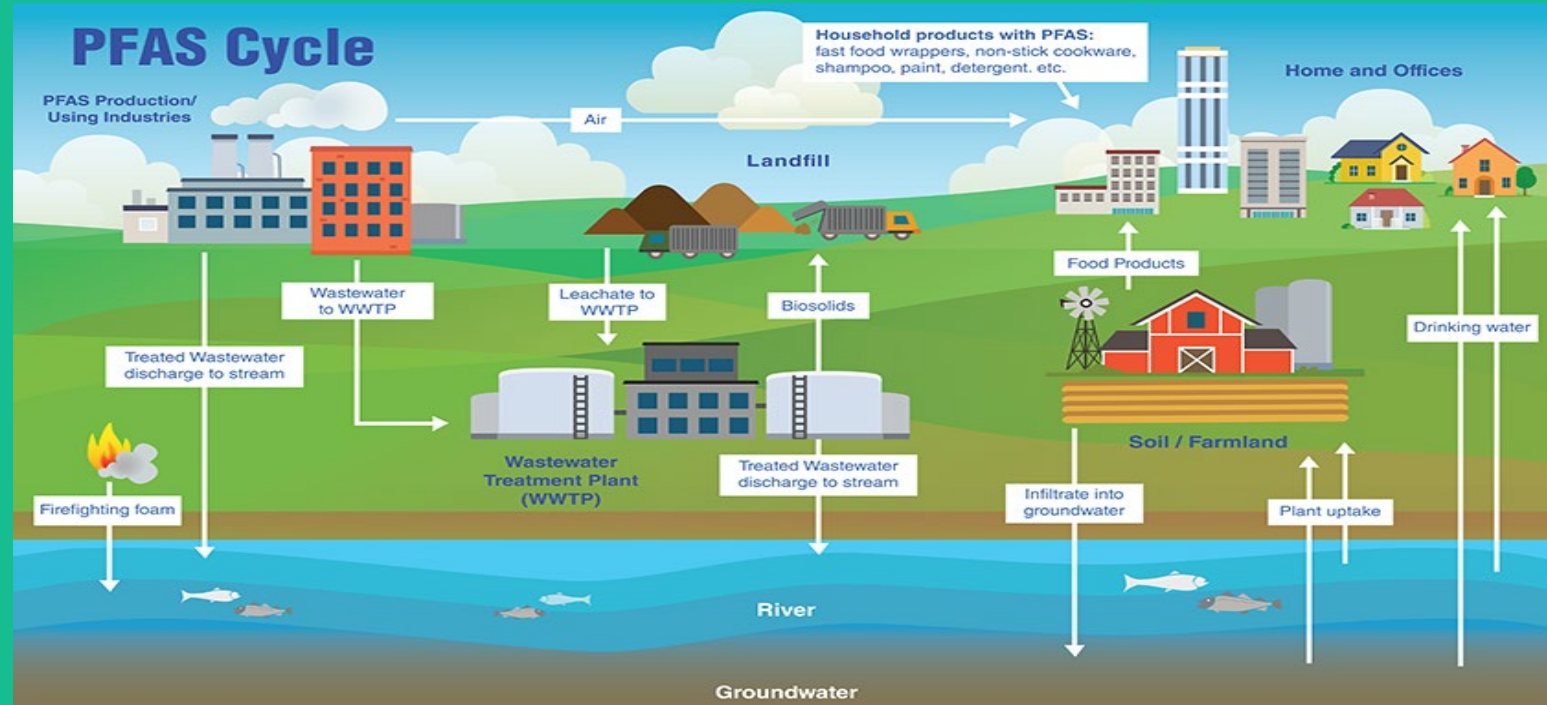 PFAS Cycle
PFAS Production/
Using Industries
Air
Household products with PFAS:
fast food wrappers, non-stick cookware,
shampoo, paint, detergent. etc.
Home and Offices
Landfill
Wastewater
to WWTP
Leachate to
WWTP
Biosolids
Food Products
Drinking water
Treated Wastewater
discharge to stream
Wastewater
Treatment Plant
(WWTP)
Treated Wastewater
discharge to stream
Soil / Farmland
Firefighting foam
Infiltrate into
groundwater
Plant uptake
River
Groundwater